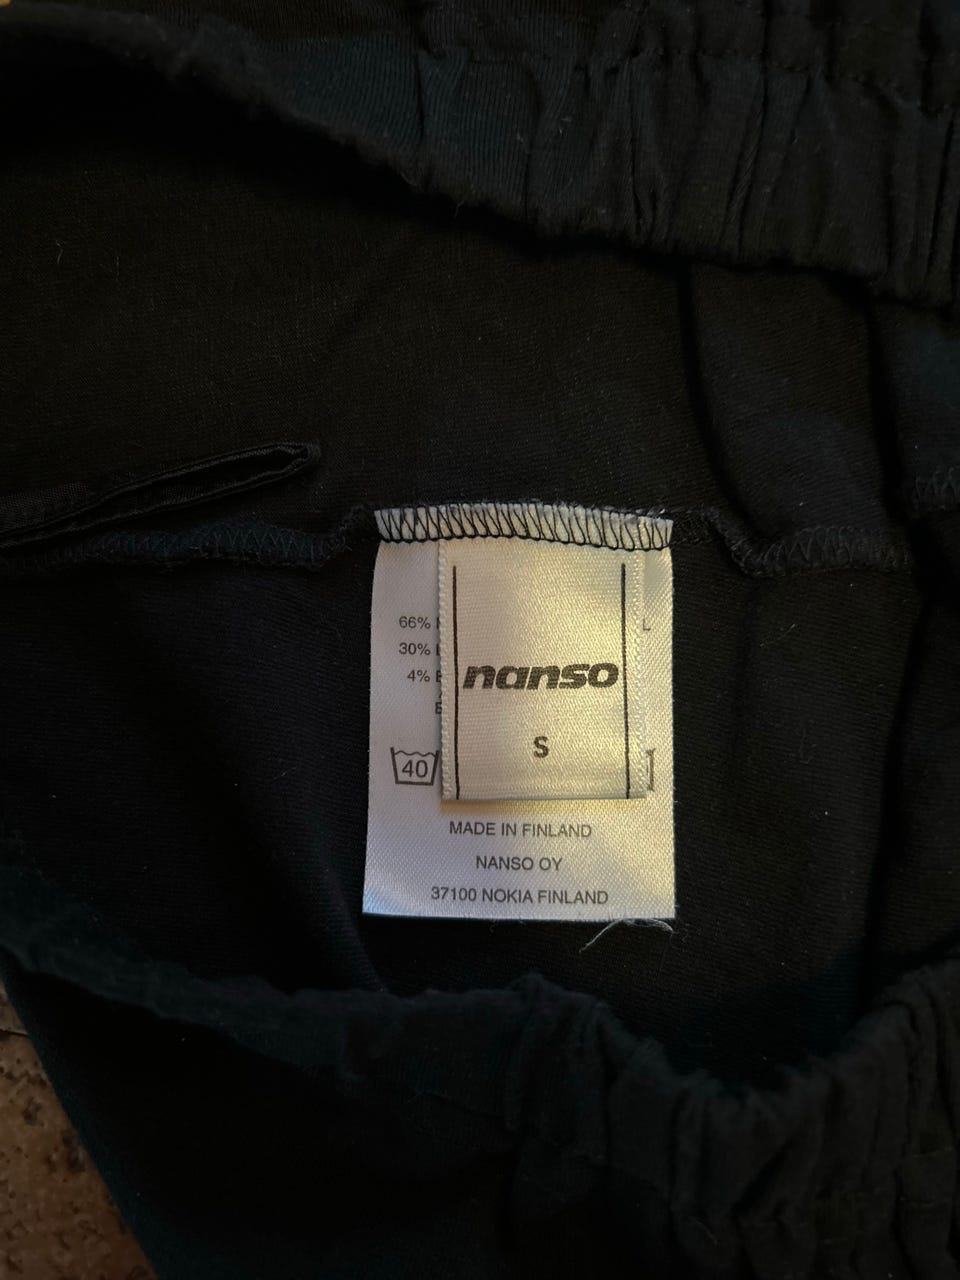 66%
30%
4%
nanso
S
40
MADE IN FINLAND
NANSO OY
37100 NOKIA FINLAND